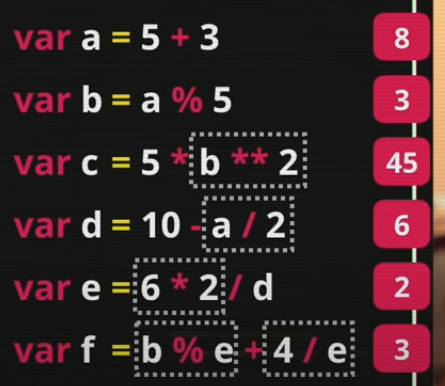 var a = 5 + 3 8
var b = a % 5 3
var c = 5 * b ** 2 45
var d = 10 - a / 2 6
var e = 6 * 2 / d 2
var f = b % e + 4 / e 3